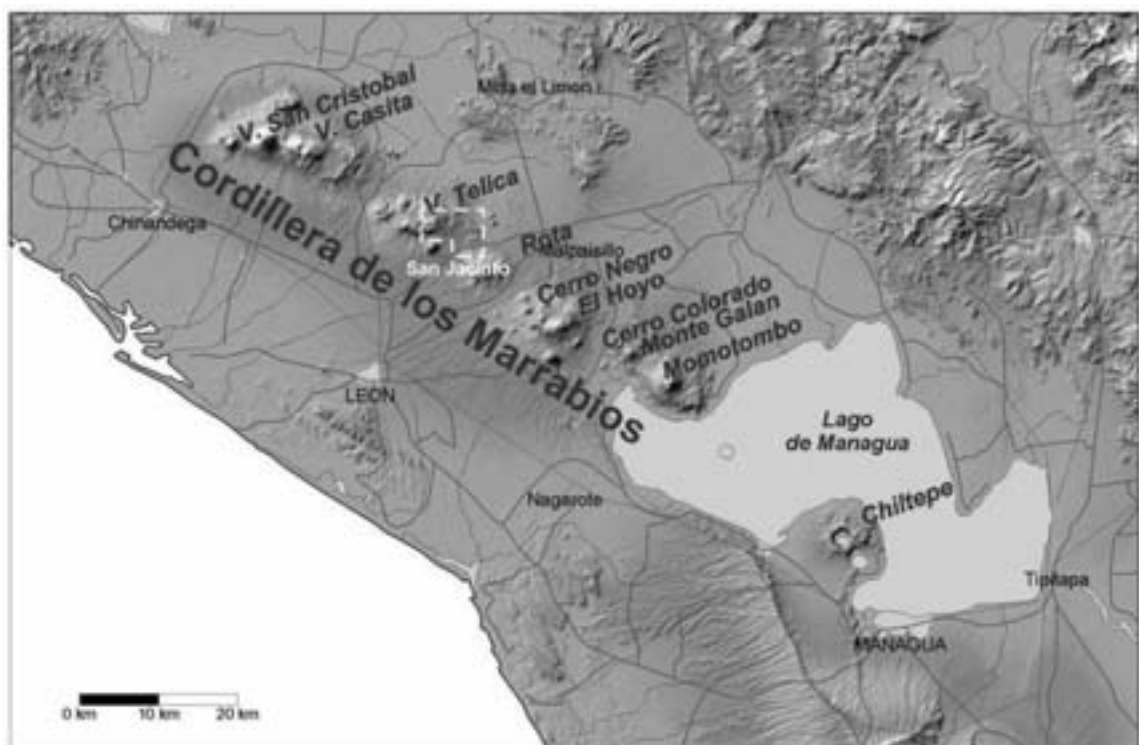 Mina el Limon
V. San Cristobal
V. Casita
Cordillera de los Marrabios
V. Telica
Chinandega
Rota
Malpaisillo
San Jacinto
Cerro Negro
El Hoyo
Cerro Colorado
Monte Galan
Momotombo
LEON
Lago
de Managua
Nagarote
Chiltepe
Tipitapa
MANAGUA
0 km 10 km 20 km